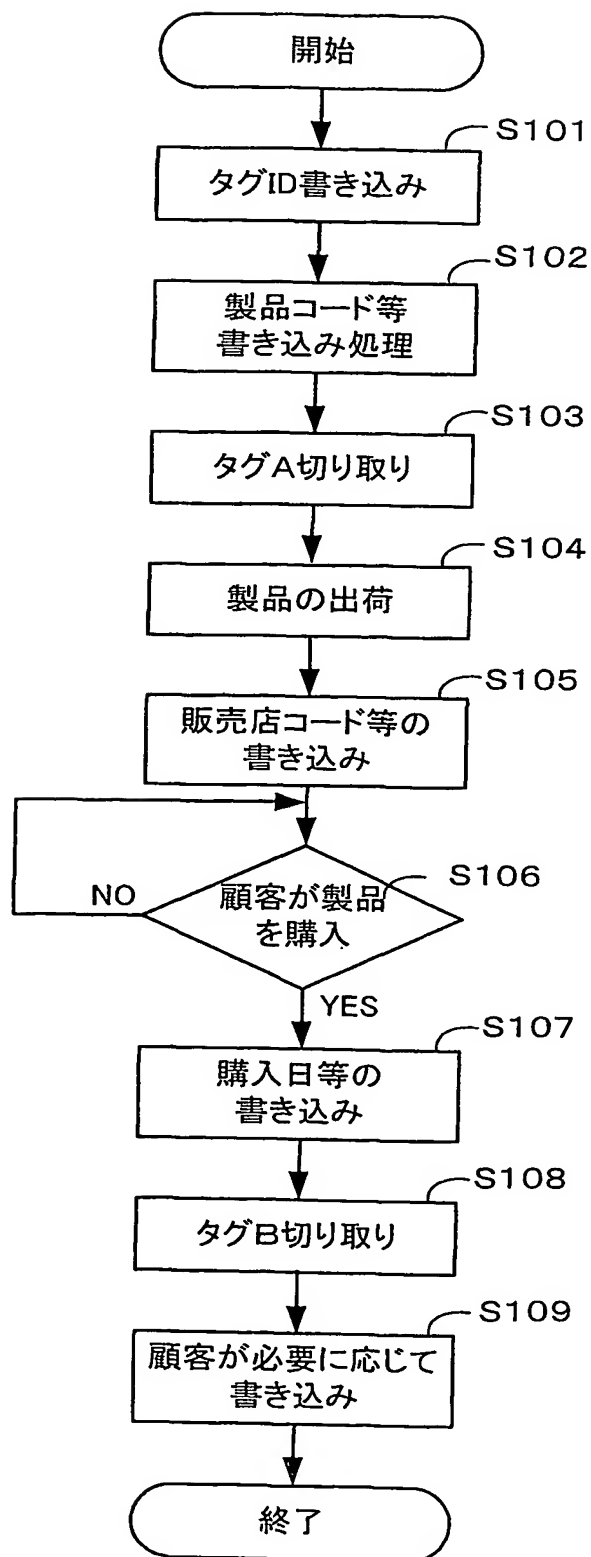 開始
S101
タグID書き込み
S102
製品コード等
書き込み処理
S103
タグA切り取り
S104
製品の出荷
S105
販売店コード等の
書き込み
S106
顧客が製品
を購入
NO
YES
S107
購入日等の
書き込み
S108
タグB切り取り
S109
顧客が必要に応じて
書き込み
終了